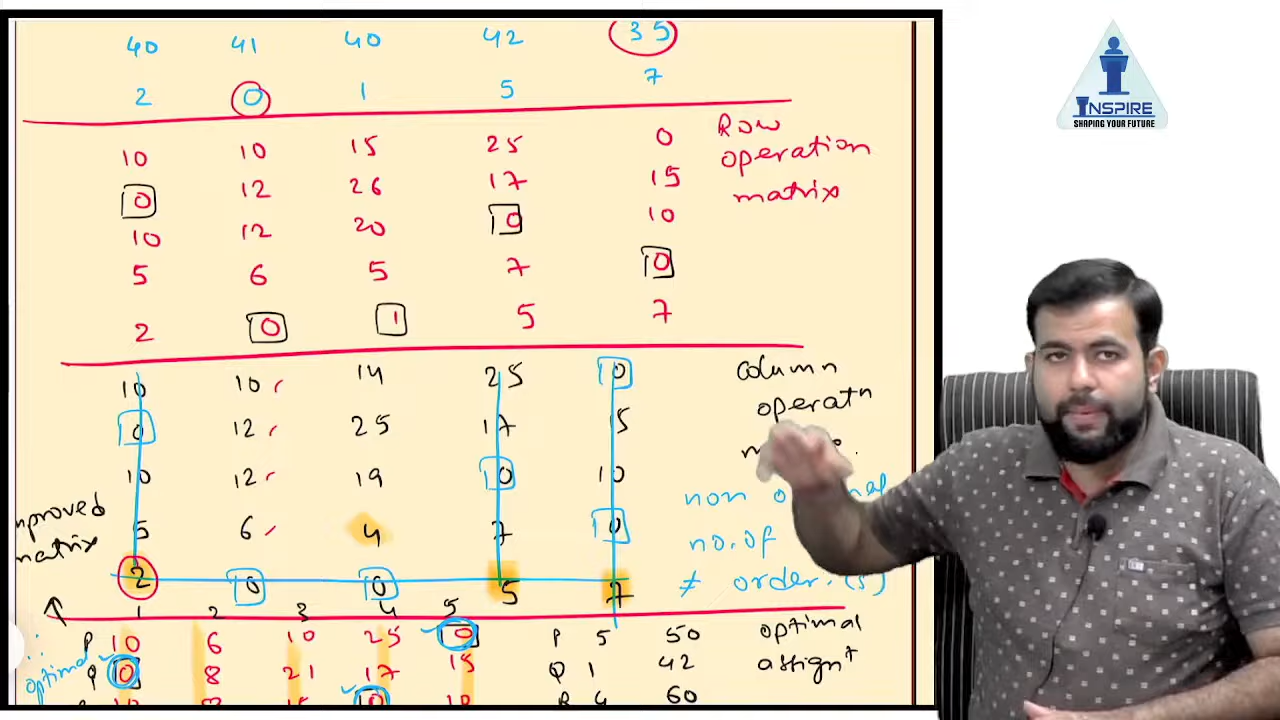 40 41 40 42 35
2 0 1 5 7
10 10 15 25 0 Row
0 12 26 17 15 operation
10 12 20 0 10 matrix
5 6 5 7 0
2 0 1 5 7
10 10 14 25 0 column
0 12 25 17 15 operatn
10 12 19 0 10
5 6 4 7 0
2 0 0 5 7
matrix
non
no. of
≠ order. (5)
1 2 3 4 5
P 10 6 10 25 0 P 5 50 optimal
Q 0 8 21 17 15 Q 1 42 assignt
4 60
optimal
INSPIRE
SHAPING YOUR FUTURE